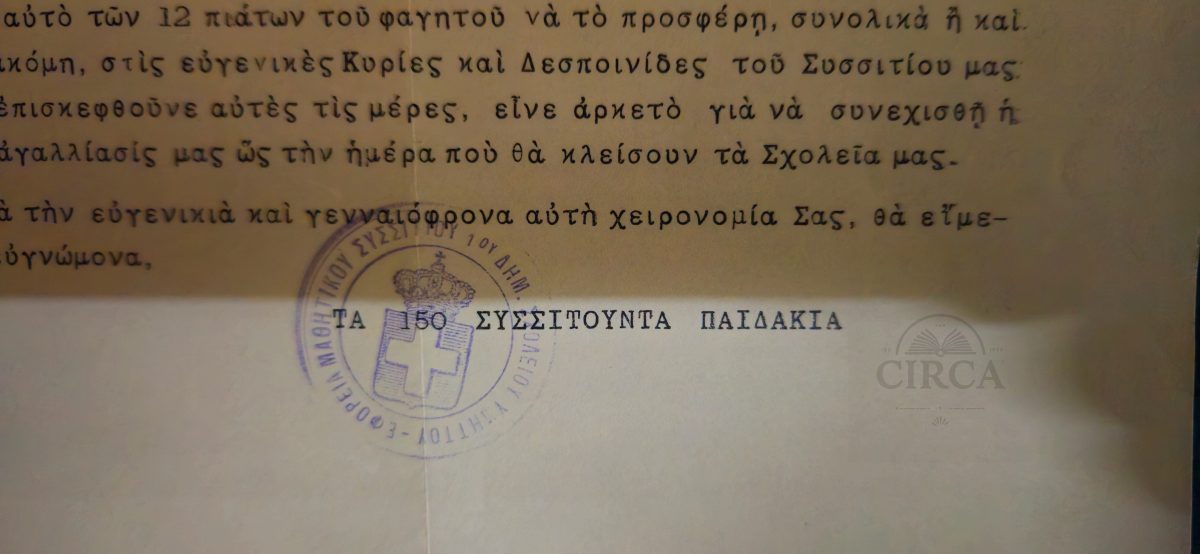 αὐτὸ τῶν 12 πιάτων τοῦ φαγητοῦ νὰ τὸ προσφέρῃ, συνολικὰ ἢ καὶ
ἀκόμη, στὶς εὐγενικὲς Κυρίες καὶ Δεσποινίδες τοῦ Συσσιτίου μας
ἐπισκεφθοῦνε αὐτὲς τὶς μέρες, εἶνε ἀρκετὸ γιὰ νὰ συνεχισθῇ ἡ
ἀγαλλίασίς μας ὣς τὴν ἡμέρα ποὺ θὰ κλείσουν τὰ Σχολεῖα μας.
ὰ τὴν εὐγενικιὰ καὶ γενναιόφρονα αὐτὴ χειρονομία Σας, θὰ εἴμε-
εὐγνώμονα,
ΤΑ 150 ΣΥΣΣΙΤΟΥΝΤΑ ΠΑΙΔΑΚΙΑ
ΕΦΟΡΕΙΑ ΜΑΘΗΤΙΚΟΥ ΣΥΣΣΙΤΙΟΥ 1ου ΔΗΜ. ΣΧΟΛΕΙΟΥ ΥΜΗΤΤΟΥ -
CIRCA